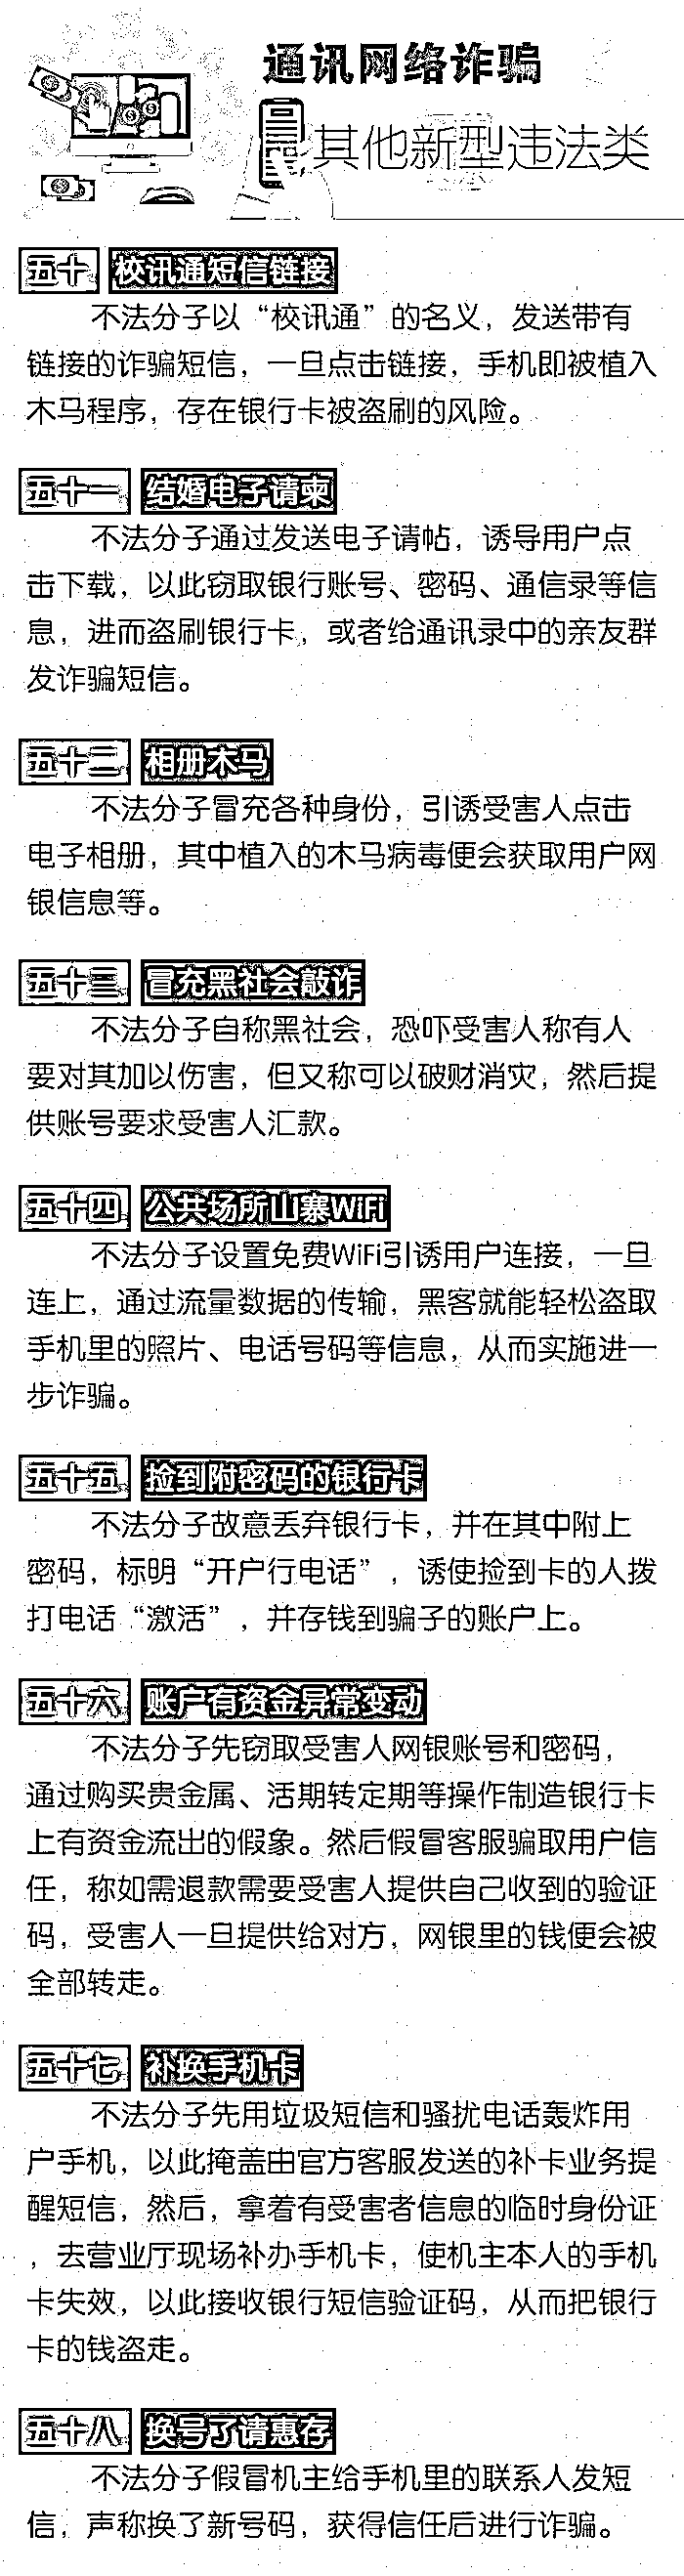 通讯网络诈骗
其他新型违法类
五十 校讯通短信链接
不法分子以“校讯通”的名义，发送带有
链接的诈骗短信，一旦点击链接，手机即被植入
木马程序，存在银行卡被盗刷的风险。
五十一 结婚电子请柬
不法分子通过发送电子请帖，诱导用户点
击下载，以此窃取银行账号、密码、通信录等信
息，进而盗刷银行卡，或者给通讯录中的亲友群
发诈骗短信。
五十二 相册木马
不法分子冒充各种身份，引诱受害人点击
电子相册，其中植入的木马病毒便会获取用户网
银信息等。
五十三 冒充黑社会敲诈
不法分子自称黑社会，恐吓受害人称有人
要对其加以伤害，但又称可以破财消灾，然后提
供账号要求受害人汇款。
五十四 公共场所山寨WiFi
不法分子设置免费WiFi引诱用户连接，一旦
连上，通过流量数据的传输，黑客就能轻松盗取
手机里的照片、电话号码等信息，从而实施进一
步诈骗。
五十五 捡到附密码的银行卡
不法分子故意丢弃银行卡，并在其中附上
密码，标明“开户行电话”，诱使捡到卡的人拨
打电话“激活”，并存钱到骗子的账户上。
五十六 账户有资金异常变动
不法分子先窃取受害人网银账号和密码，
通过购买贵金属、活期转定期等操作制造银行卡
上有资金流出的假象。然后假冒客服骗取用户信
任，称如需退款需要受害人提供自己收到的验证
码，受害人一旦提供给对方，网银里的钱便会被
全部转走。
五十七 补换手机卡
不法分子先用垃圾短信和骚扰电话轰炸用
户手机，以此掩盖由官方客服发送的补卡业务提
醒短信，然后，拿着有受害者信息的临时身份证
，去营业厅现场补办手机卡，使机主本人的手机
卡失效，以此接收银行短信验证码，从而把银行
卡的钱盗走。
五十八 换号了请惠存
不法分子假冒机主给手机里的联系人发短
信，声称换了新号码，获得信任后进行诈骗。